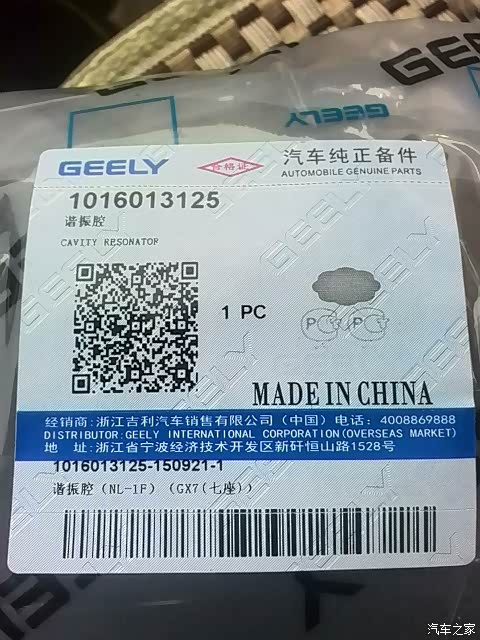 GEELY
GEELY
合格证
汽车纯正备件
AUTOMOBILE GENUINE PARTS
1016013125
谐振腔
CAVITY RESONATOR
1 PC
MADE IN CHINA
经销商:浙江吉利汽车销售有限公司（中国）电话：4008869888
DISTRIBUTOR:GEELY INTERNATIONAL CORPORATION(OVERSEAS MARKET)
地 址:浙江省宁波经济技术开发区新矸恒山路1528号
1016013125-150921-1
谐振腔（NL-1F）（GX7(七座)）
汽车之家